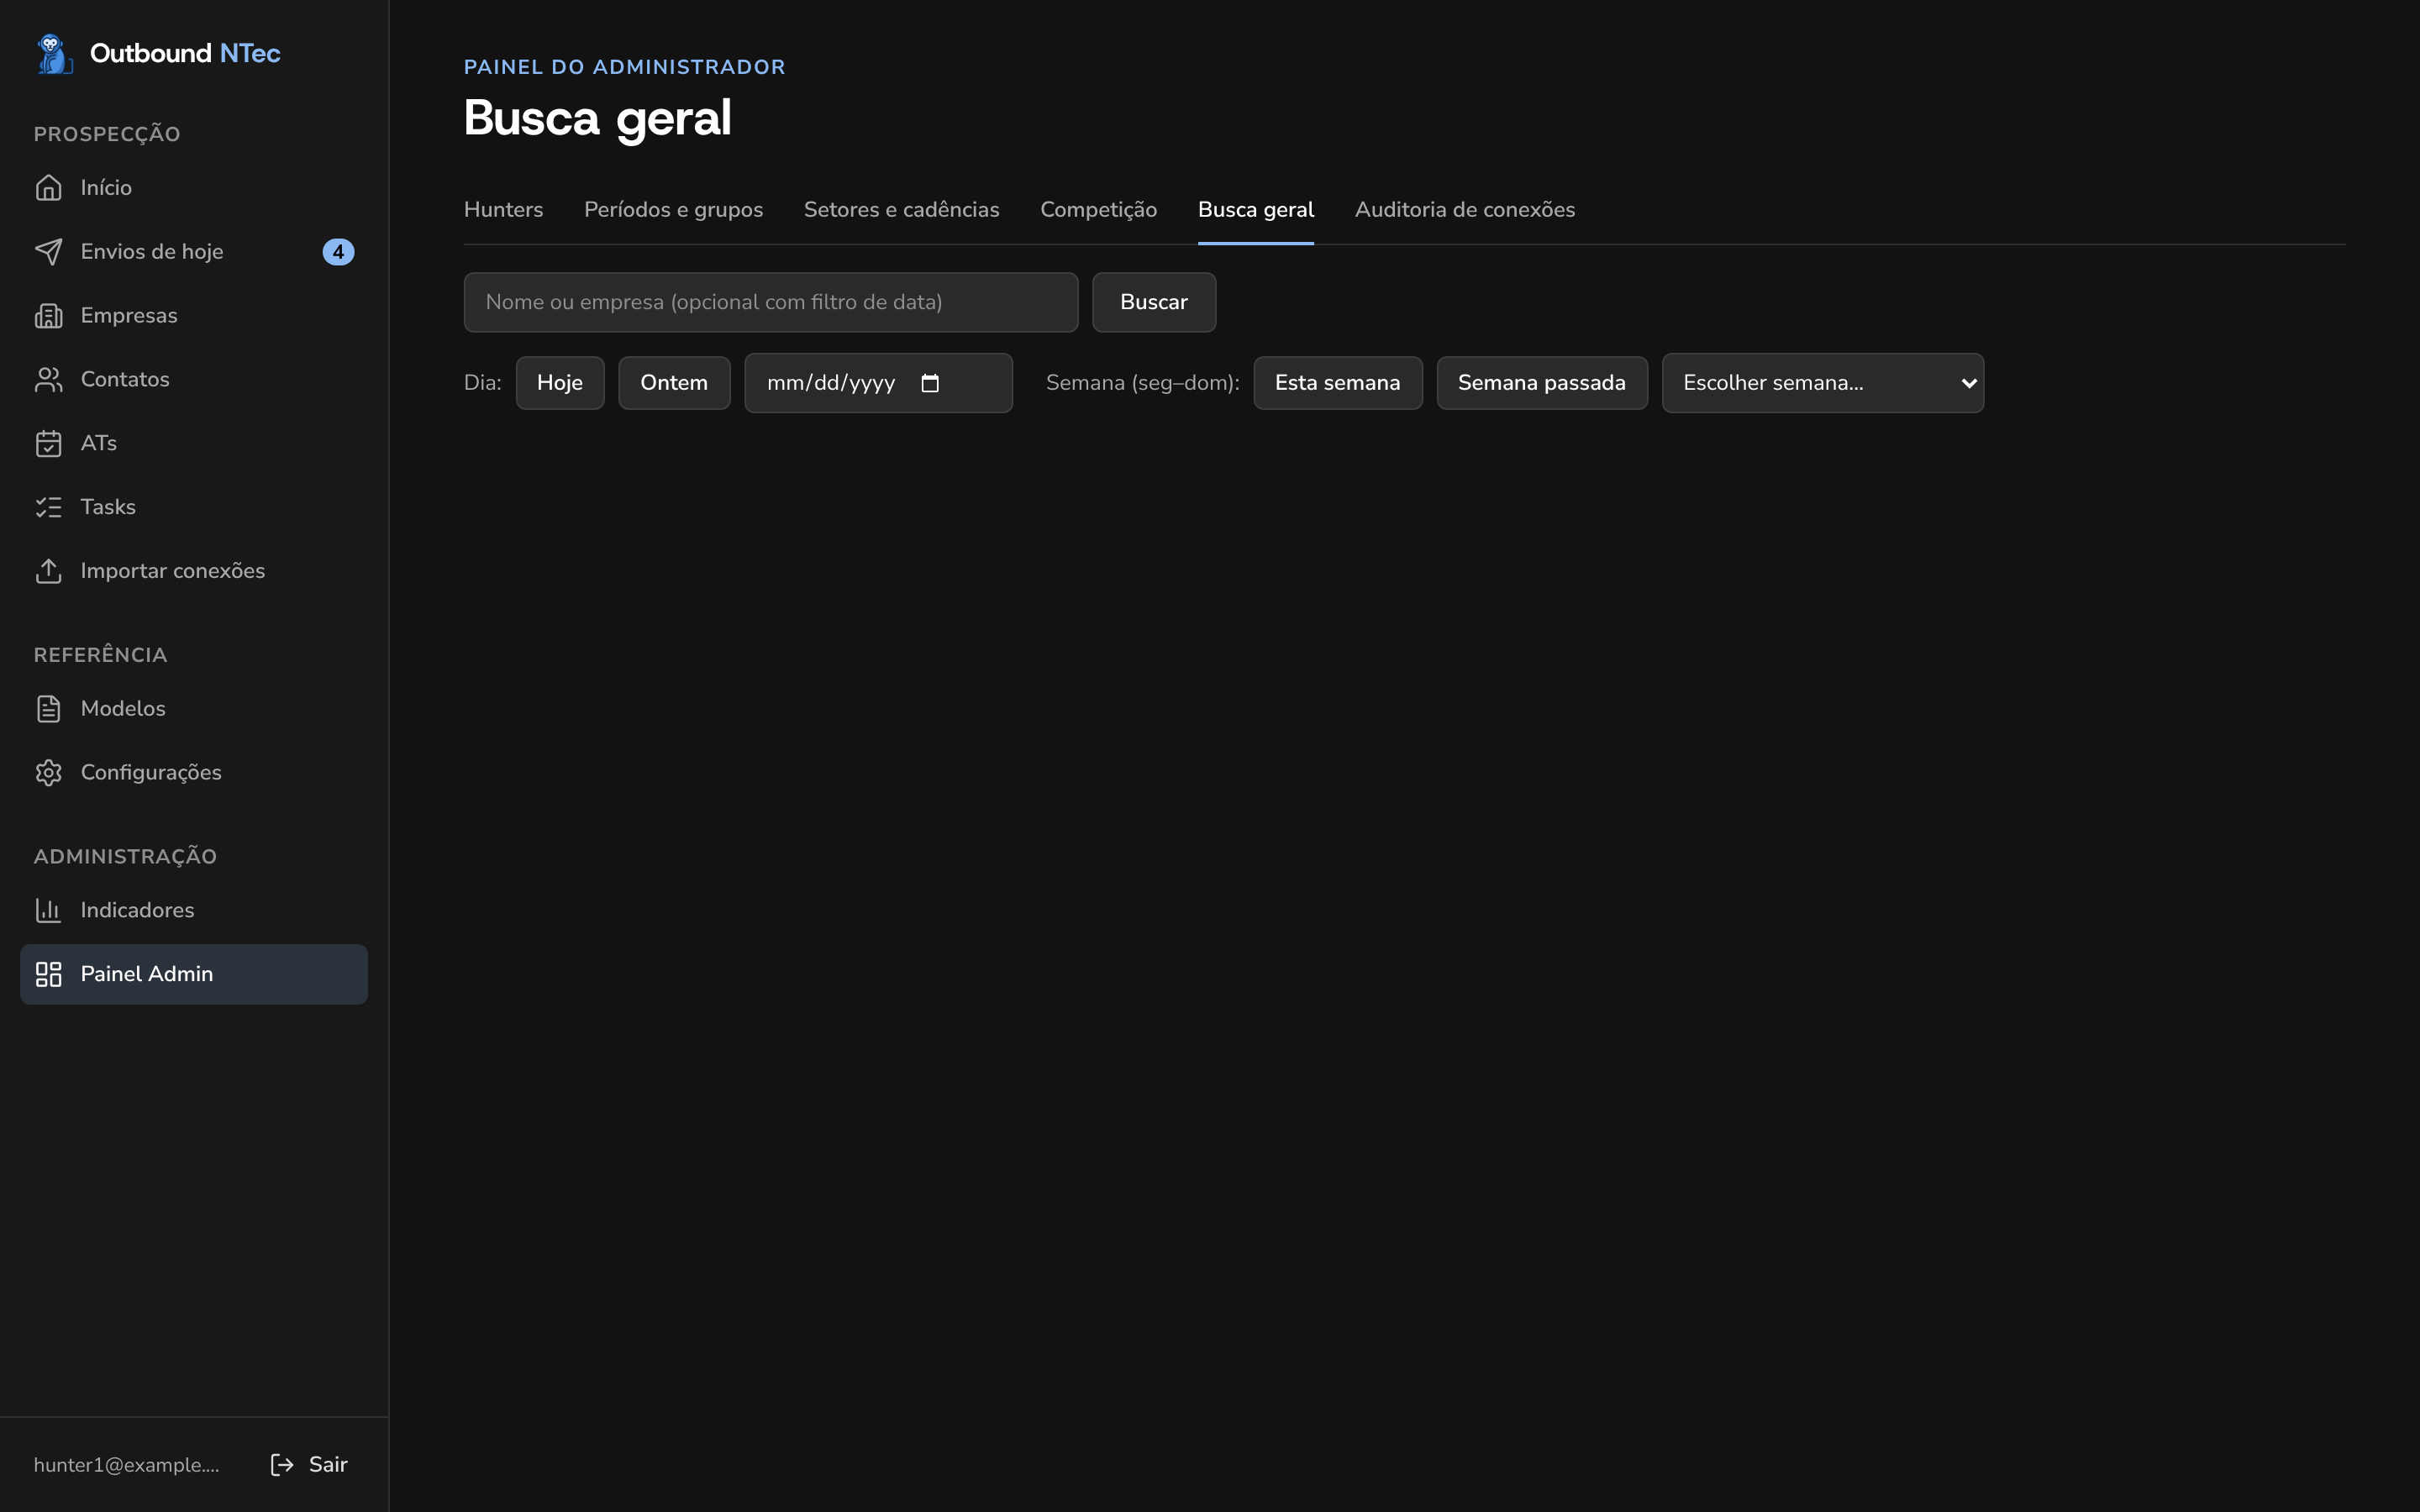 Outbound NTec
PROSPECÇÃO
Início
Envios de hoje 4
Empresas
Contatos
ATs
Tasks
Importar conexões
REFERÊNCIA
Modelos
Configurações
ADMINISTRAÇÃO
Indicadores
Painel Admin
hunter1@example.... Sair
PAINEL DO ADMINISTRADOR
Busca geral
Hunters Períodos e grupos Setores e cadências Competição Busca geral Auditoria de conexões
Nome ou empresa (opcional com filtro de data) Buscar
Dia: Hoje Ontem mm/dd/yyyy Semana (seg–dom): Esta semana Semana passada Escolher semana...